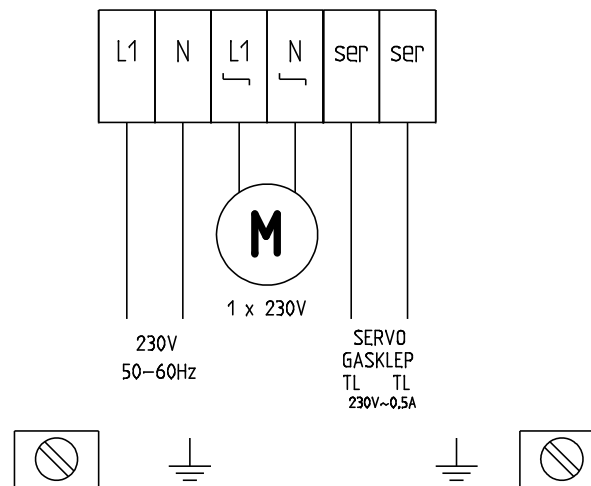 L1 N L1 N ser ser
M
1 x 230V
230V
50-60Hz
SERVO
GASKLEP
TL TL
230V~0.5A